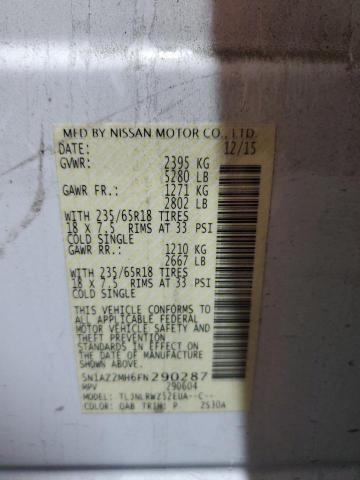 MFD BY NISSAN MOTOR CO., LTD.
DATE: 12/15
GVWR: 2395 KG
5280 LB
GAWR FR.: 1271 KG
2802 LB
WITH 235/65R18 TIRES
18 X 7.5 RIMS AT 33 PSI
COLD SINGLE
GAWR RR.: 1210 KG
2667 LB
WITH 235/65R18 TIRES
18 X 7.5 RIMS AT 33 PSI
COLD SINGLE
THIS VEHICLE CONFORMS TO ALL
APPLICABLE FEDERAL MOTOR
VEHICLE SAFETY STANDARDS AND
THEFT PREVENTION STANDARDS
IN EFFECT ON THE DATE OF
MANUFACTURE SHOWN ABOVE.
5N1AZ2MH6FN290287
MPV 290604
MODEL: TLJNLRWZ52EUA--C--
COLOR: QAB TRIM: P 2530A